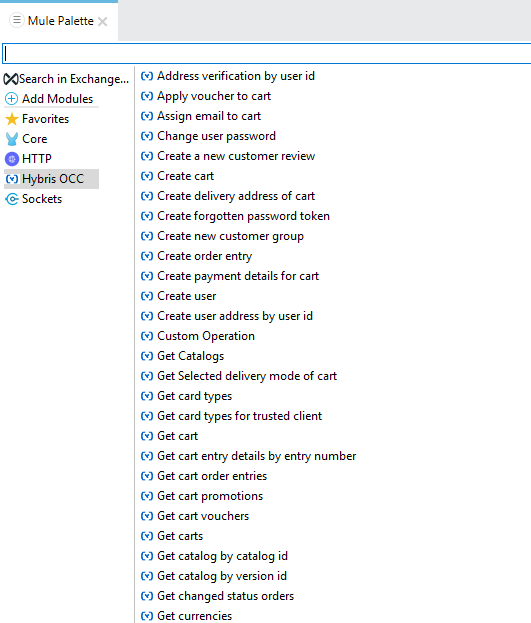 Mule Palette
Search in Exchange...
Add Modules
Favorites
Core
HTTP
Hybris OCC
Sockets
Address verification by user id
Apply voucher to cart
Assign email to cart
Change user password
Create a new customer review
Create cart
Create delivery address of cart
Create forgotten password token
Create new customer group
Create order entry
Create payment details for cart
Create user
Create user address by user id
Custom Operation
Get Catalogs
Get Selected delivery mode of cart
Get card types
Get card types for trusted client
Get cart
Get cart entry details by entry number
Get cart order entries
Get cart promotions
Get cart vouchers
Get carts
Get catalog by catalog id
Get catalog by version id
Get changed status orders
Get currencies